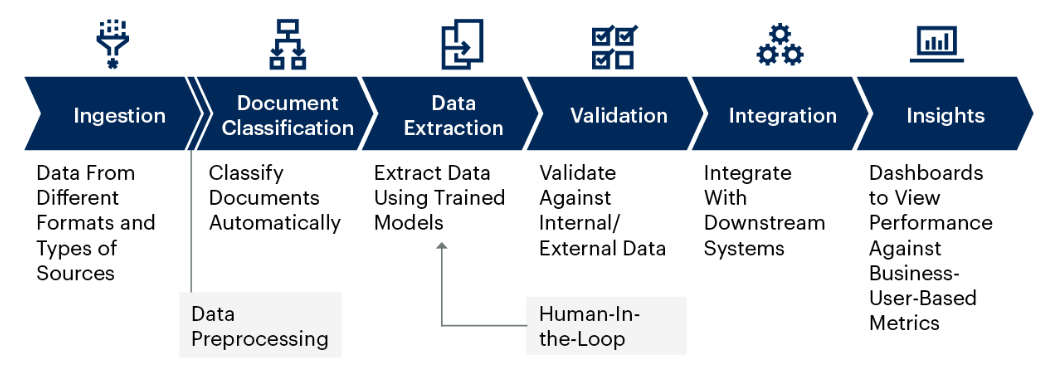 Ingestion
Document
Classification
Data
Extraction
Validation
Integration
Insights
Data From
Different
Formats and
Types of
Sources
Classify
Documents
Automatically
Extract Data
Using Trained
Models
Validate
Against
Internal/
External Data
Integrate
With
Downstream
Systems
Dashboards
to View
Performance
Against
Business-
User-Based
Metrics
Data
Preprocessing
Human-In-
the-Loop